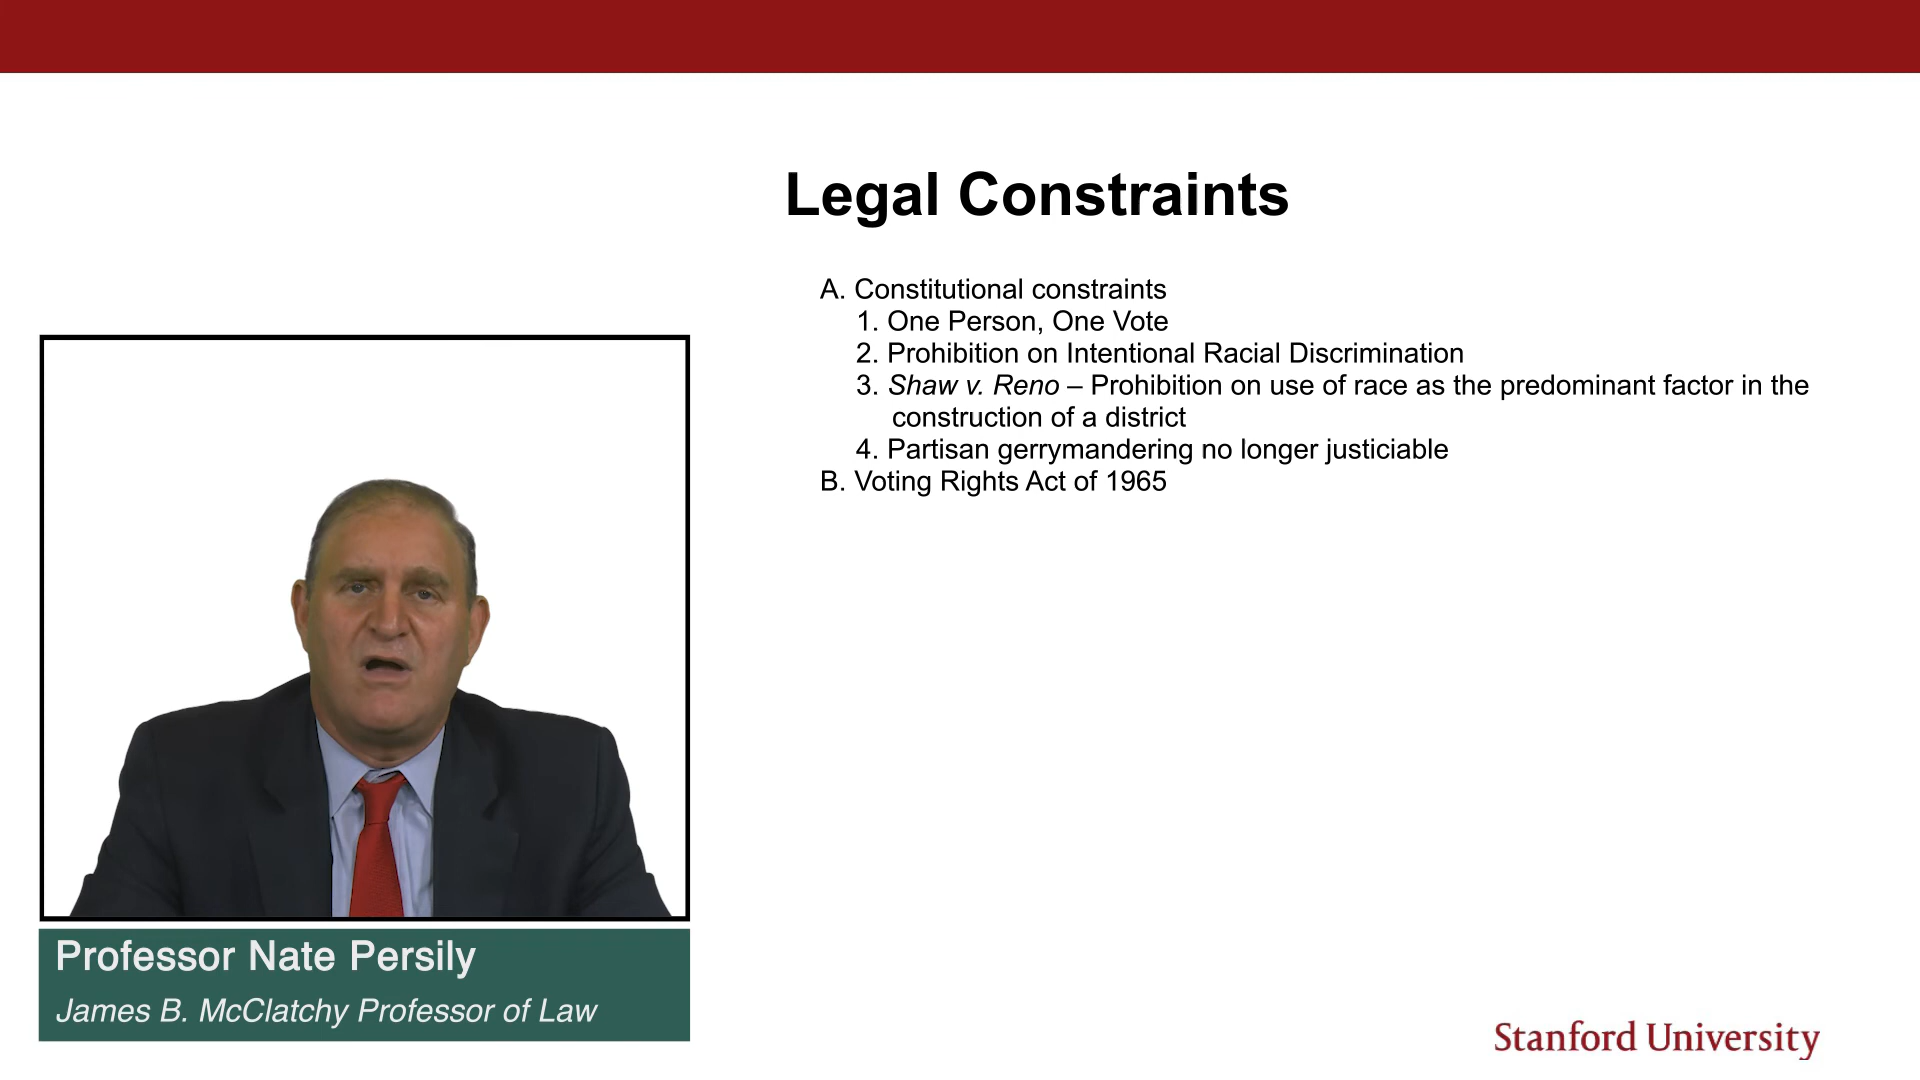 Legal Constraints
A. Constitutional constraints
1. One Person, One Vote
2. Prohibition on Intentional Racial Discrimination
3. Shaw v. Reno – Prohibition on use of race as the predominant factor in the
construction of a district
4. Partisan gerrymandering no longer justiciable
B. Voting Rights Act of 1965
Professor Nate Persily
James B. McClatchy Professor of Law
Stanford University